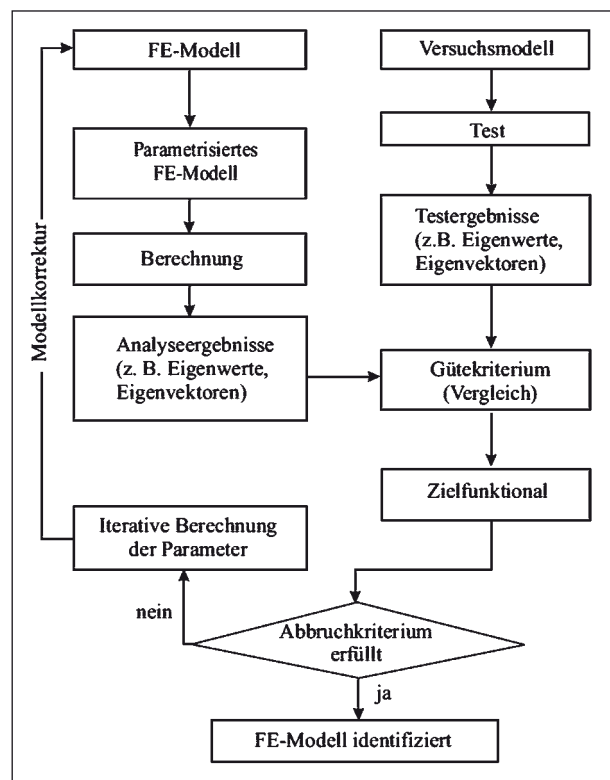 FE-Modell
Parametrisiertes
FE-Modell
Berechnung
Analyseergebnisse
(z. B. Eigenwerte,
Eigenvektoren)
Versuchsmodell
Test
Testergebnisse
(z.B. Eigenwerte,
Eigenvektoren)
Gütekriterium
(Vergleich)
Zielfunktional
Modellkorrektur
Iterative Berechnung
der Parameter
nein
Abbruchkriterium
erfüllt
ja
FE-Modell identifiziert